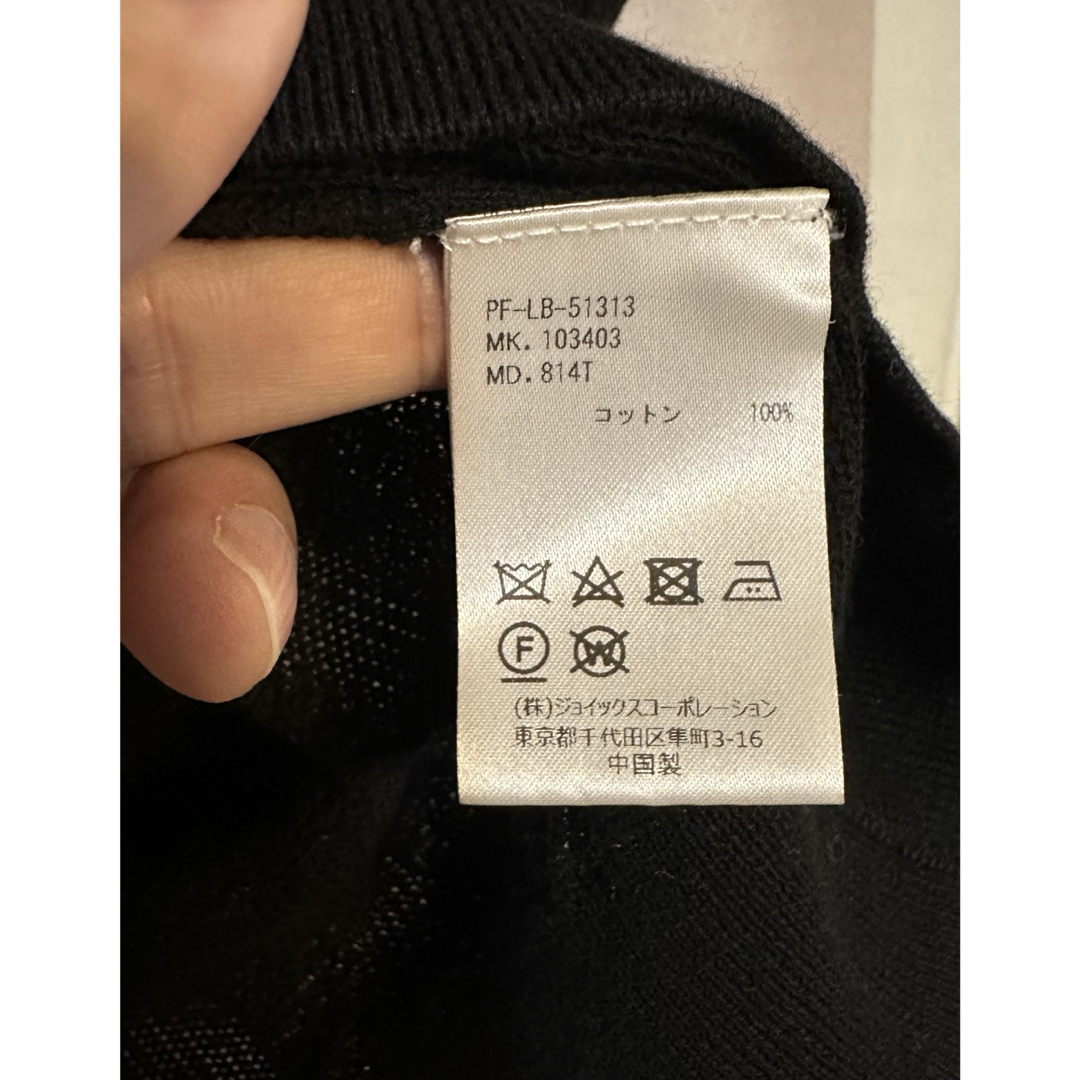 PF-LB-51313
MK. 103403
MD. 814T
コットン 100%
F
W
(株)ジョイックスコーポレーション
東京都千代田区隼町3-16
中国製